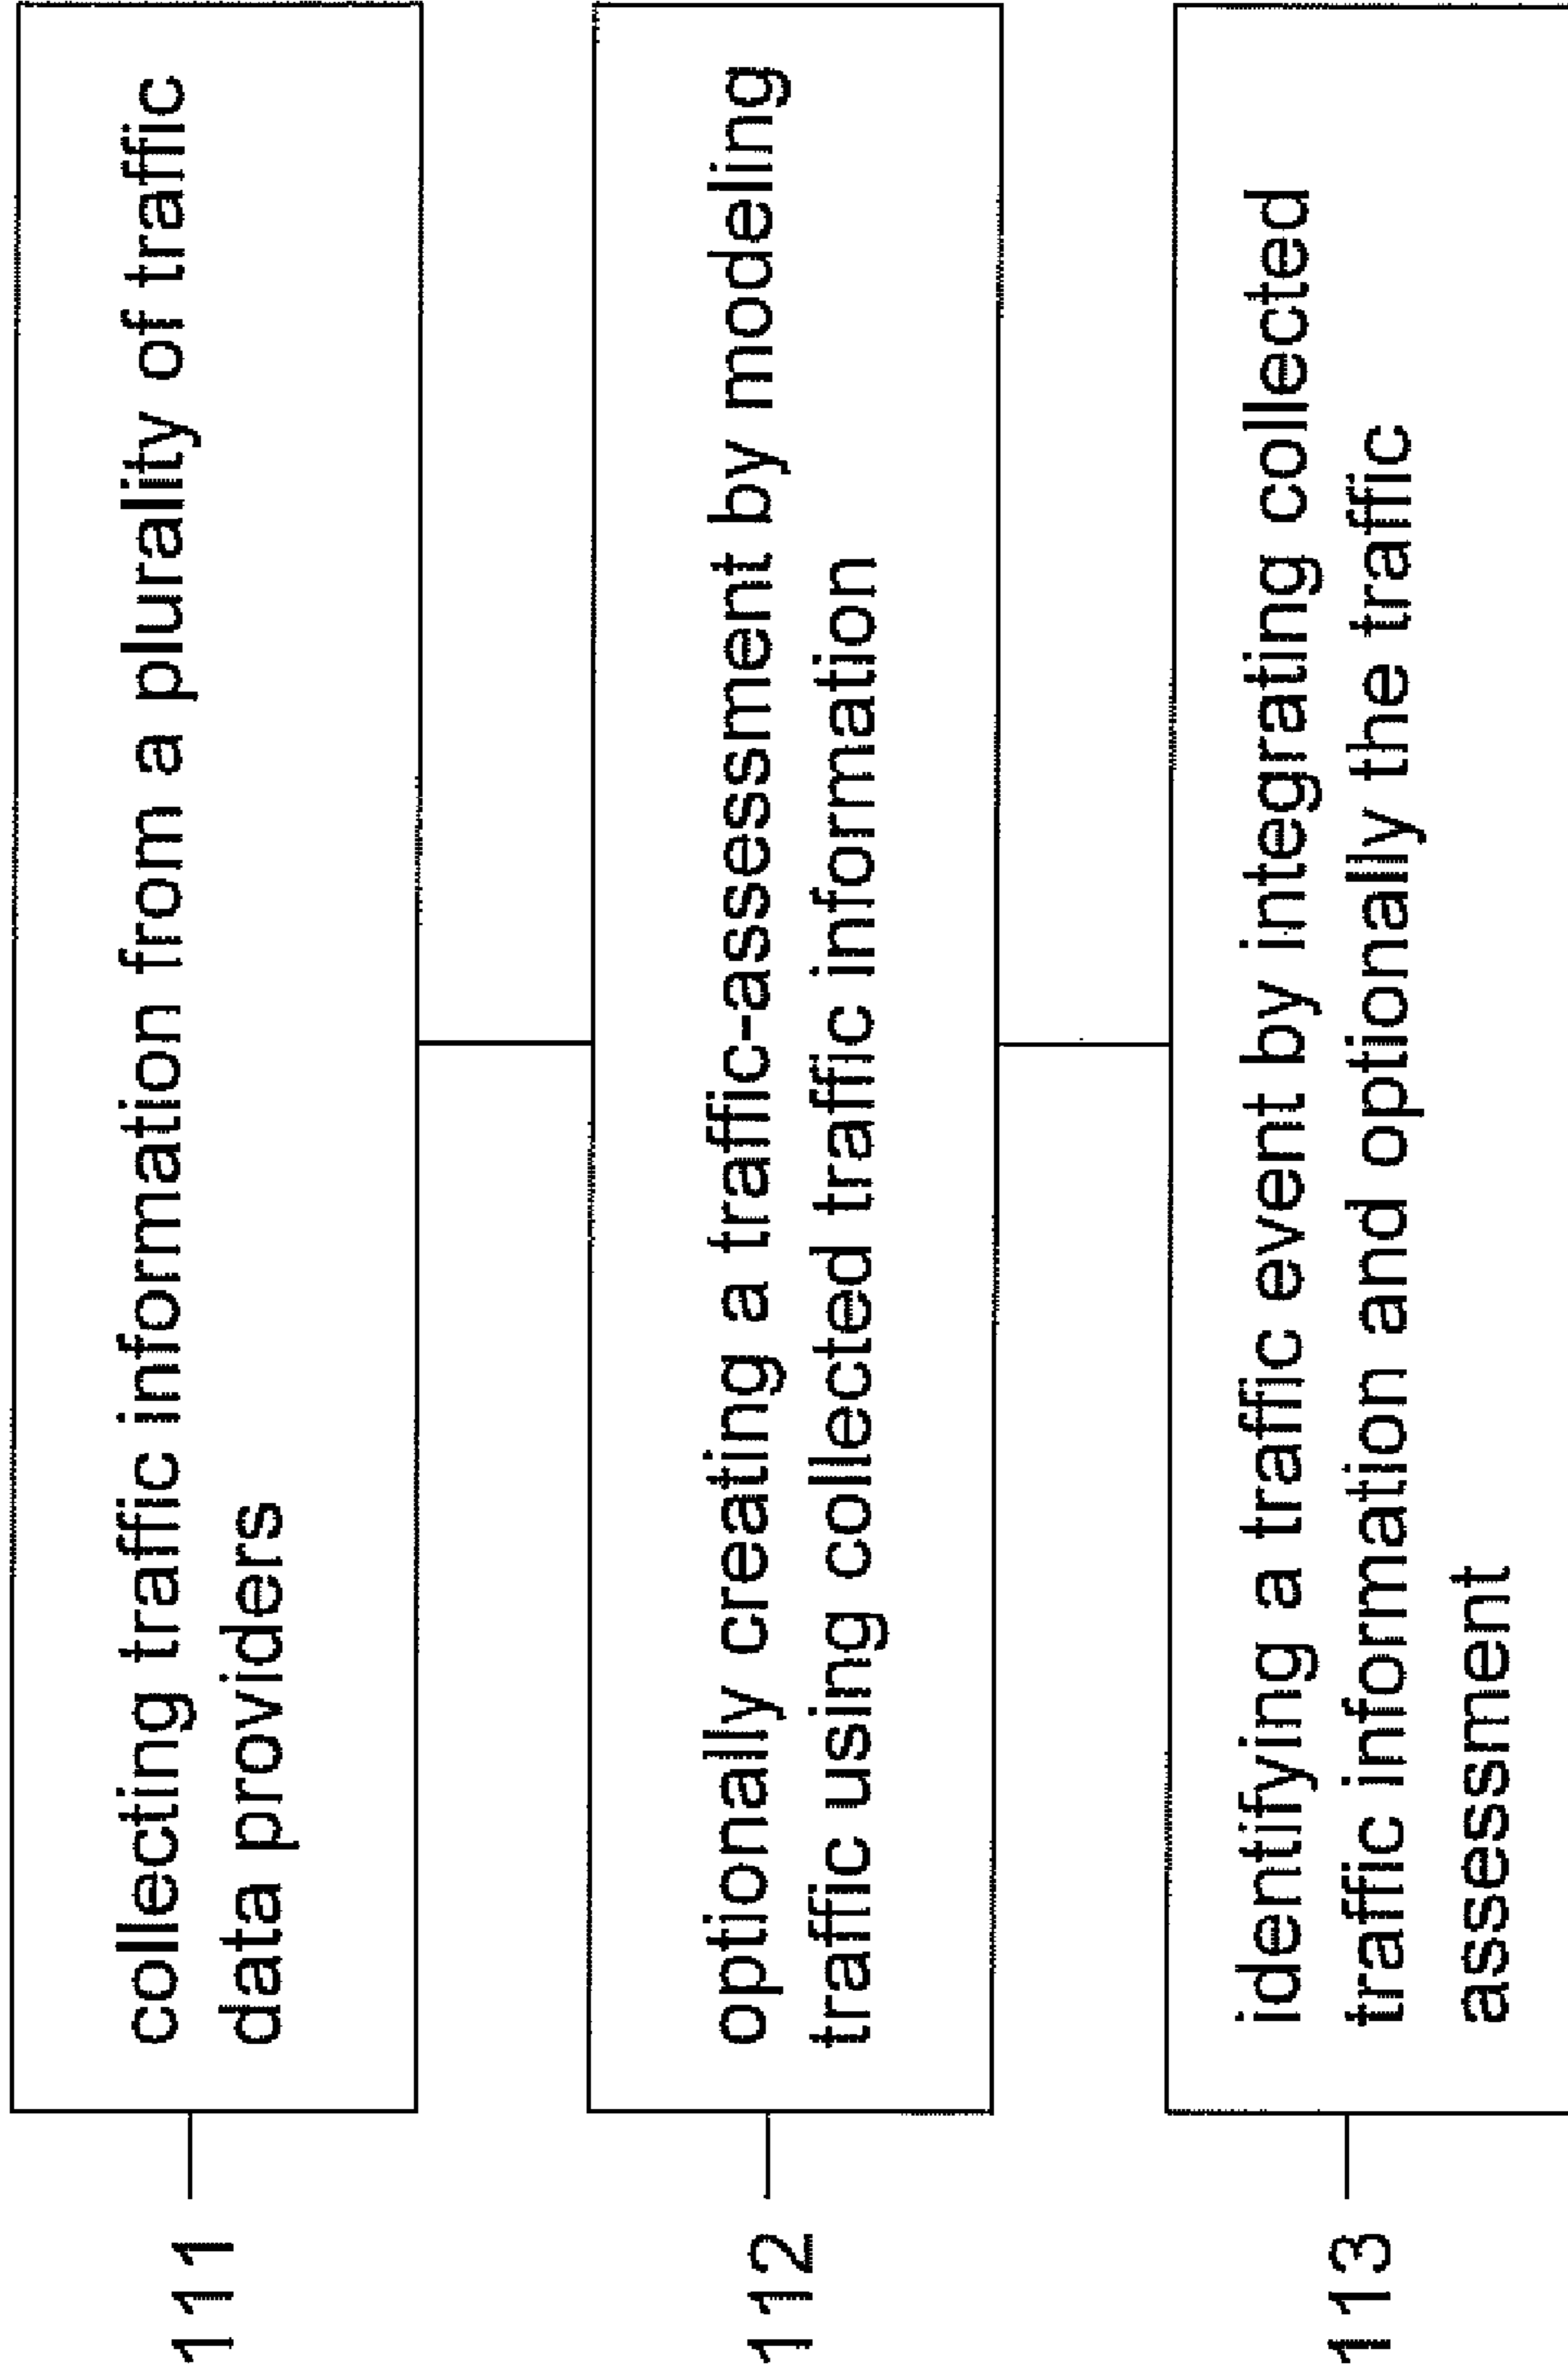 111
collecting traffic information from a plurality of traffic
data providers
112
optionally creating a traffic-assessment by modeling
traffic using collected traffic information
113
identifying a traffic event by integrating collected
traffic information and optionally the traffic
assessment